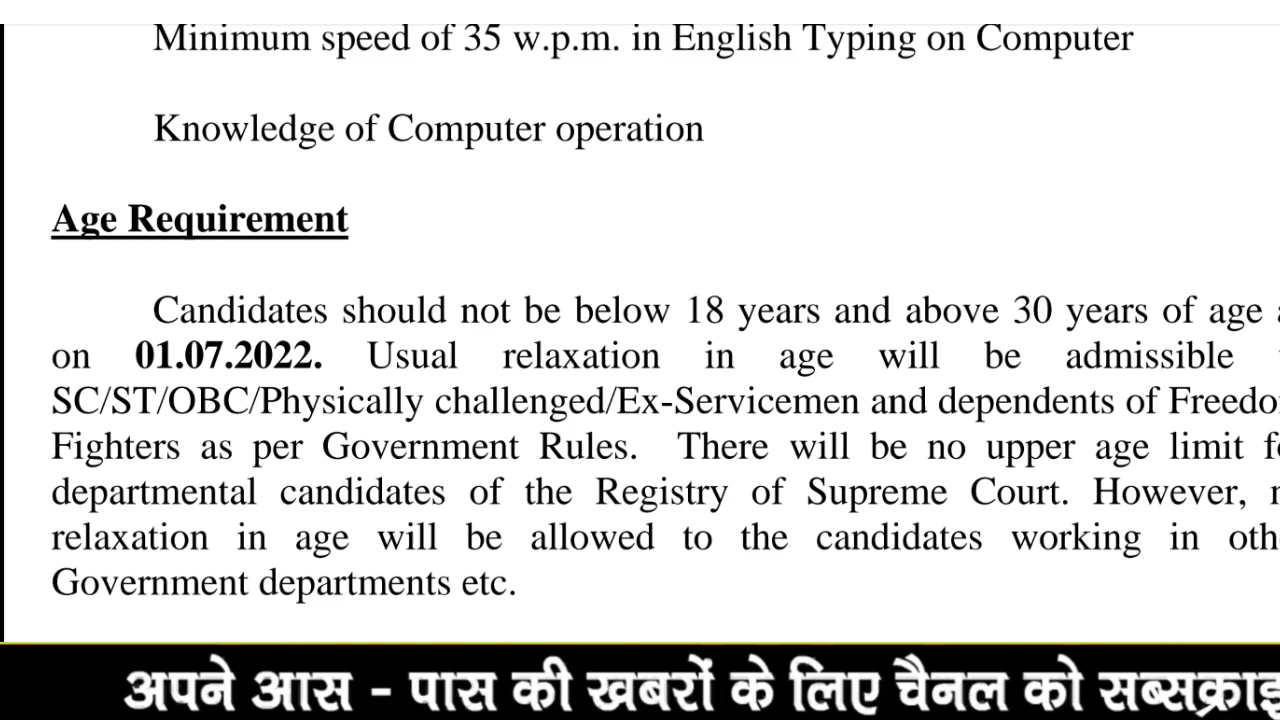 Minimum speed of 35 w.p.m. in English Typing on Computer
Knowledge of Computer operation
Age Requirement
Candidates should not be below 18 years and above 30 years of age
on 01.07.2022. Usual relaxation in age will be admissible
SC/ST/OBC/Physically challenged/Ex-Servicemen and dependents of
Fighters as per Government Rules. There will be no upper age limit
departmental candidates of the Registry of Supreme Court. However,
relaxation in age will be allowed to the candidates working in
Government departments etc.
अपने आस - पास की खबरों के लिए चैनल को